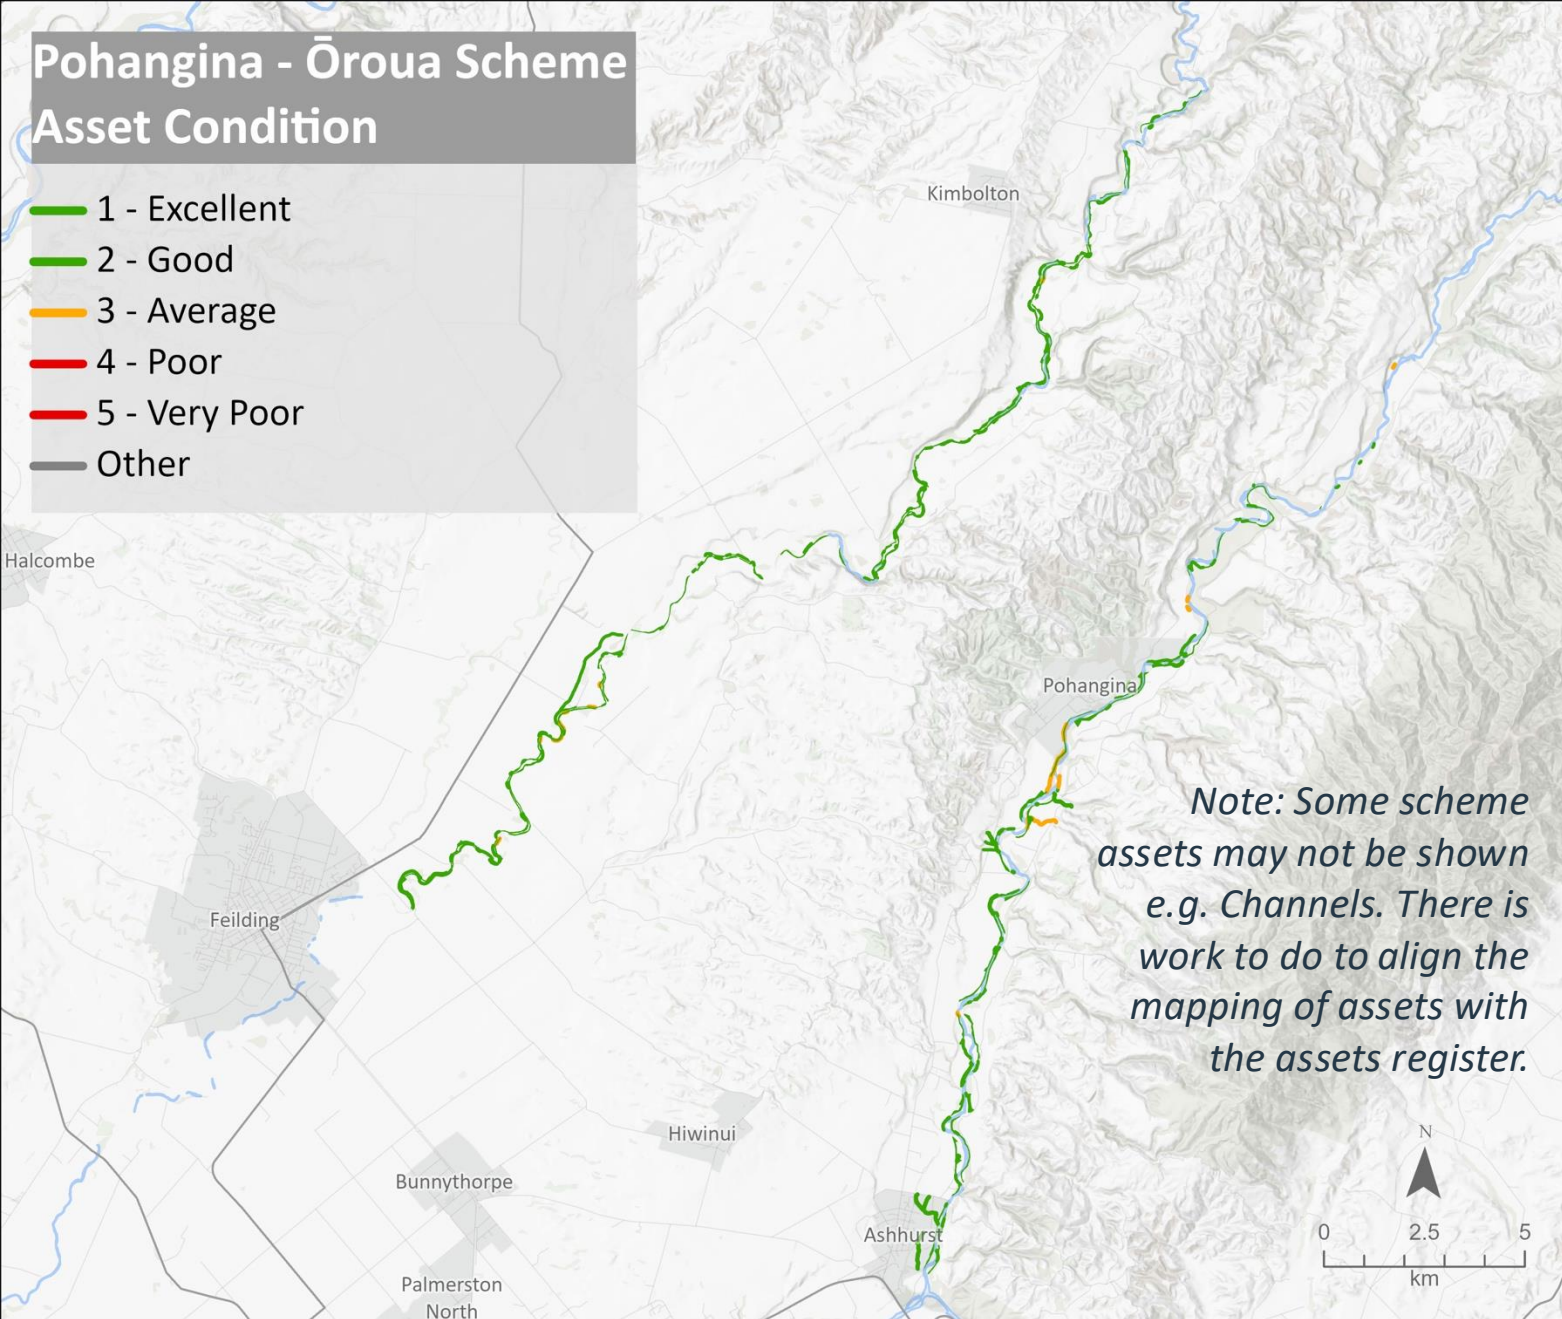 Pohangina - Ōroua Scheme
Asset Condition
1 - Excellent
2 - Good
3 - Average
4 - Poor
5 - Very Poor
Other
Kimbolton
Halcombe
Pohangina
Note: Some scheme
assets may not be shown
e.g. Channels. There is
work to do to align the
mapping of assets with
the assets register.
Feilding
Hiwinui
Bunnythorpe
Ashhurst
Palmerston
North
N
0 2.5 5
km